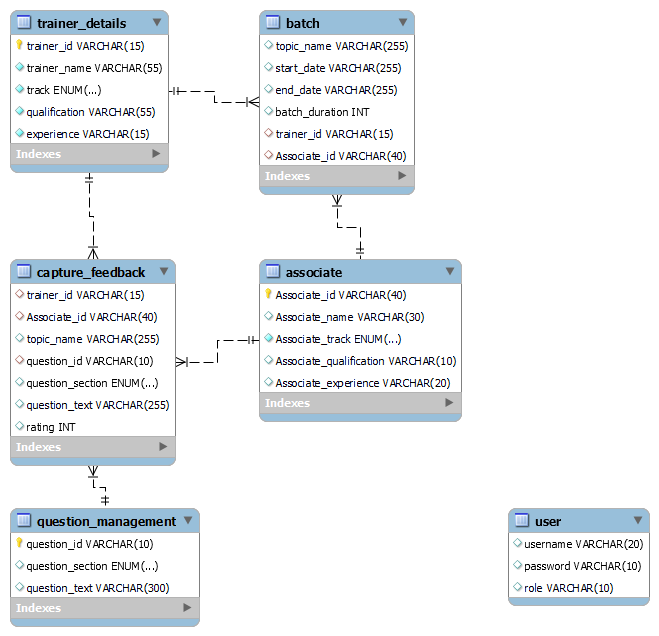 trainer_details
trainer_id VARCHAR(15)
trainer_name VARCHAR(55)
track ENUM(...)
qualification VARCHAR(55)
experience VARCHAR(15)
Indexes
batch
topic_name VARCHAR(255)
start_date VARCHAR(255)
end_date VARCHAR(255)
batch_duration INT
trainer_id VARCHAR(15)
Associate_id VARCHAR(40)
Indexes
capture_feedback
trainer_id VARCHAR(15)
Associate_id VARCHAR(40)
topic_name VARCHAR(255)
question_id VARCHAR(10)
question_section ENUM(...)
question_text VARCHAR(255)
rating INT
Indexes
associate
Associate_id VARCHAR(40)
Associate_name VARCHAR(30)
Associate_track ENUM(...)
Associate_qualification VARCHAR(10)
Associate_experience VARCHAR(20)
Indexes
question_management
question_id VARCHAR(10)
question_section ENUM(...)
question_text VARCHAR(300)
Indexes
user
username VARCHAR(20)
password VARCHAR(10)
role VARCHAR(10)